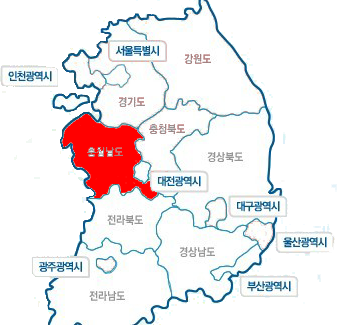 서울특별시
강원도
인천광역시
경기도
충청북도
충청남도
경상북도
대전광역시
대구광역시
전라북도
울산광역시
경상남도
광주광역시
부산광역시
전라남도